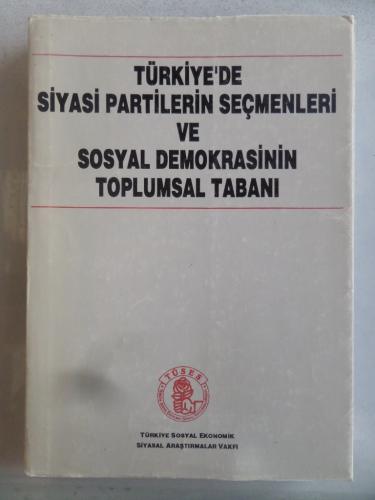 TÜRKİYE'DE
SİYASİ PARTİLERİN SEÇMENLERİ
VE
SOSYAL DEMOKRASİNİN
TOPLUMSAL TABANI
TÜSES
TÜRKİYE SOSYAL EKONOMİK
SİYASAL ARAŞTIRMALAR VAKFI